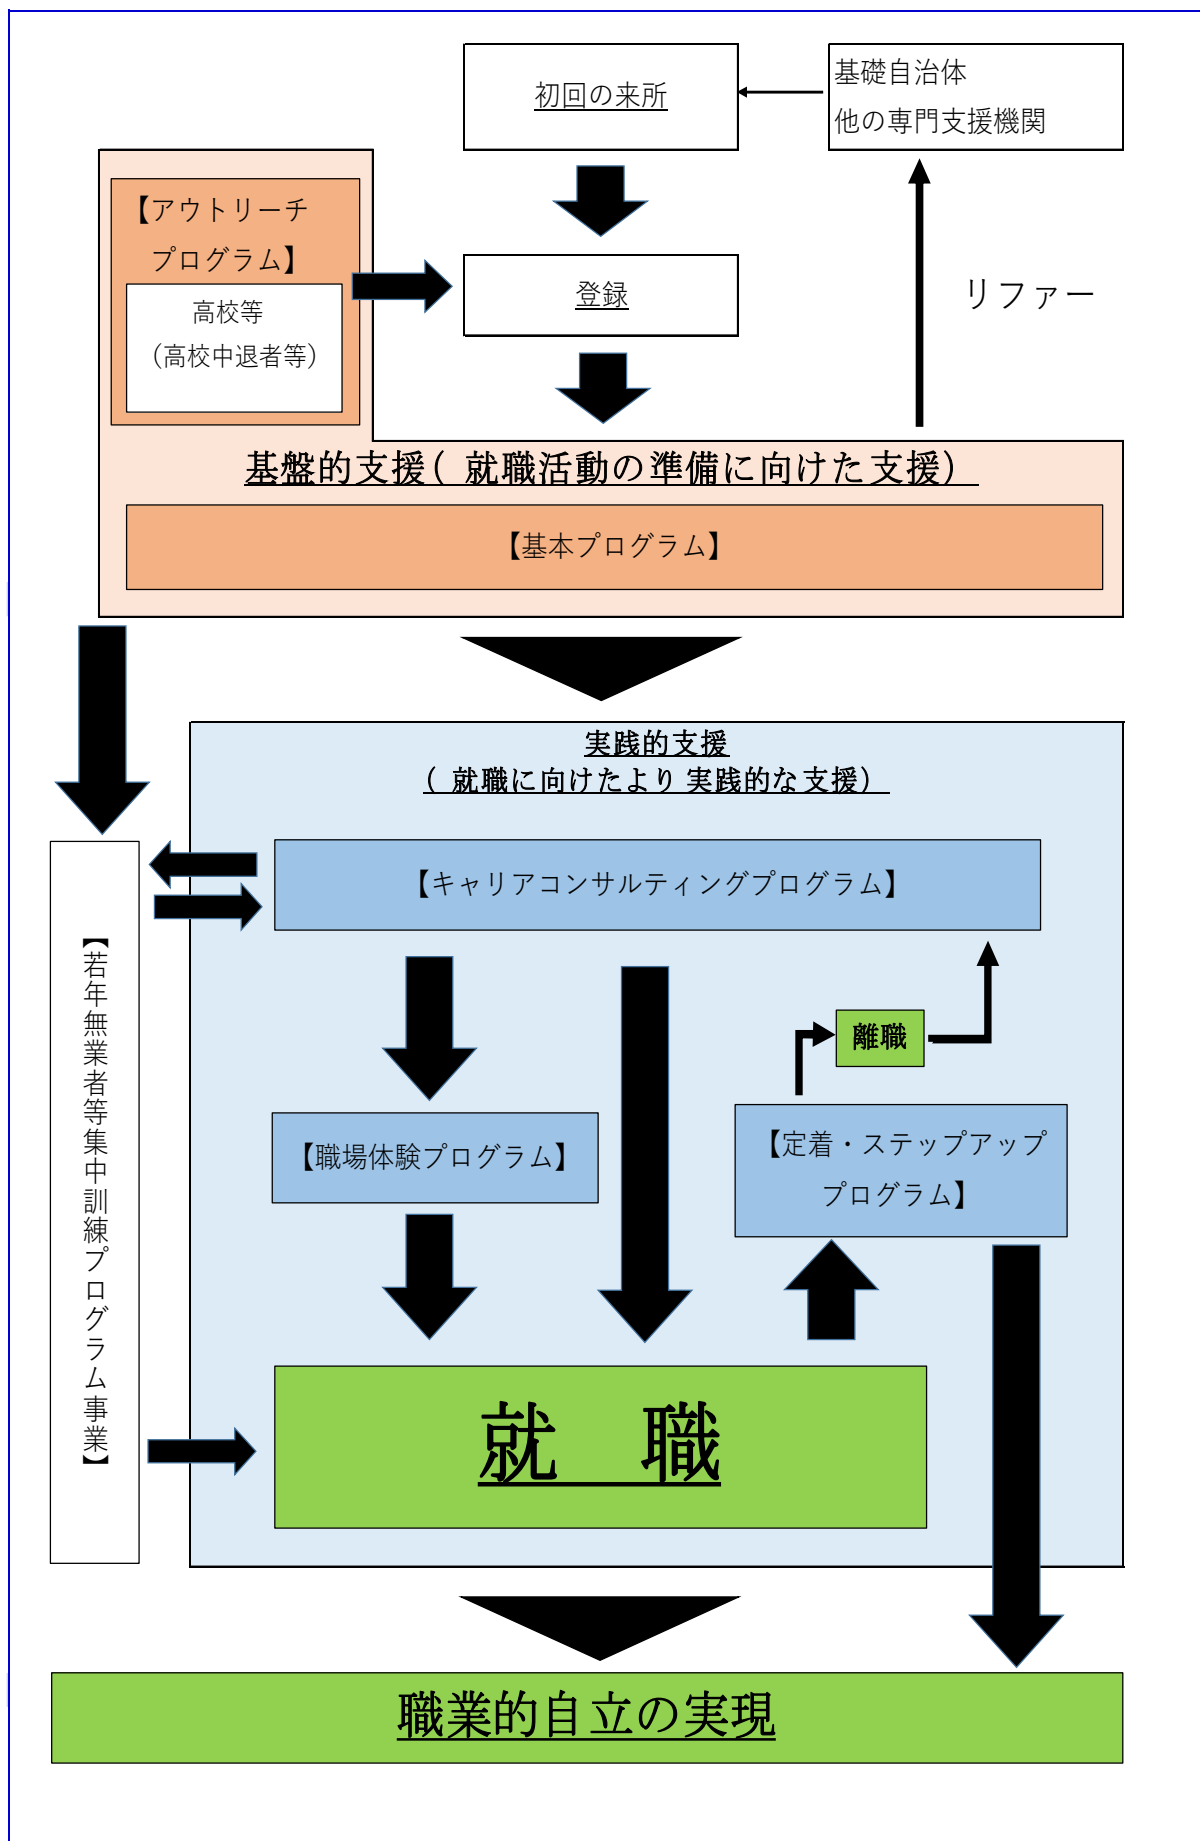 初回の来所
基礎自治体
他の専門支援機関
【アウトリーチ
プログラム】
高校等
（高校中退者等）
登録
リファー
基盤的支援（就職活動の準備に向けた支援）
【基本プログラム】
実践的支援
（就職に向けたより実践的な支援）
【キャリアコンサルティングプログラム】
【若年無業者等集中訓練プログラム事業】
離職
【職場体験プログラム】
【定着・ステップアップ
プログラム】
就　職
職業的自立の実現